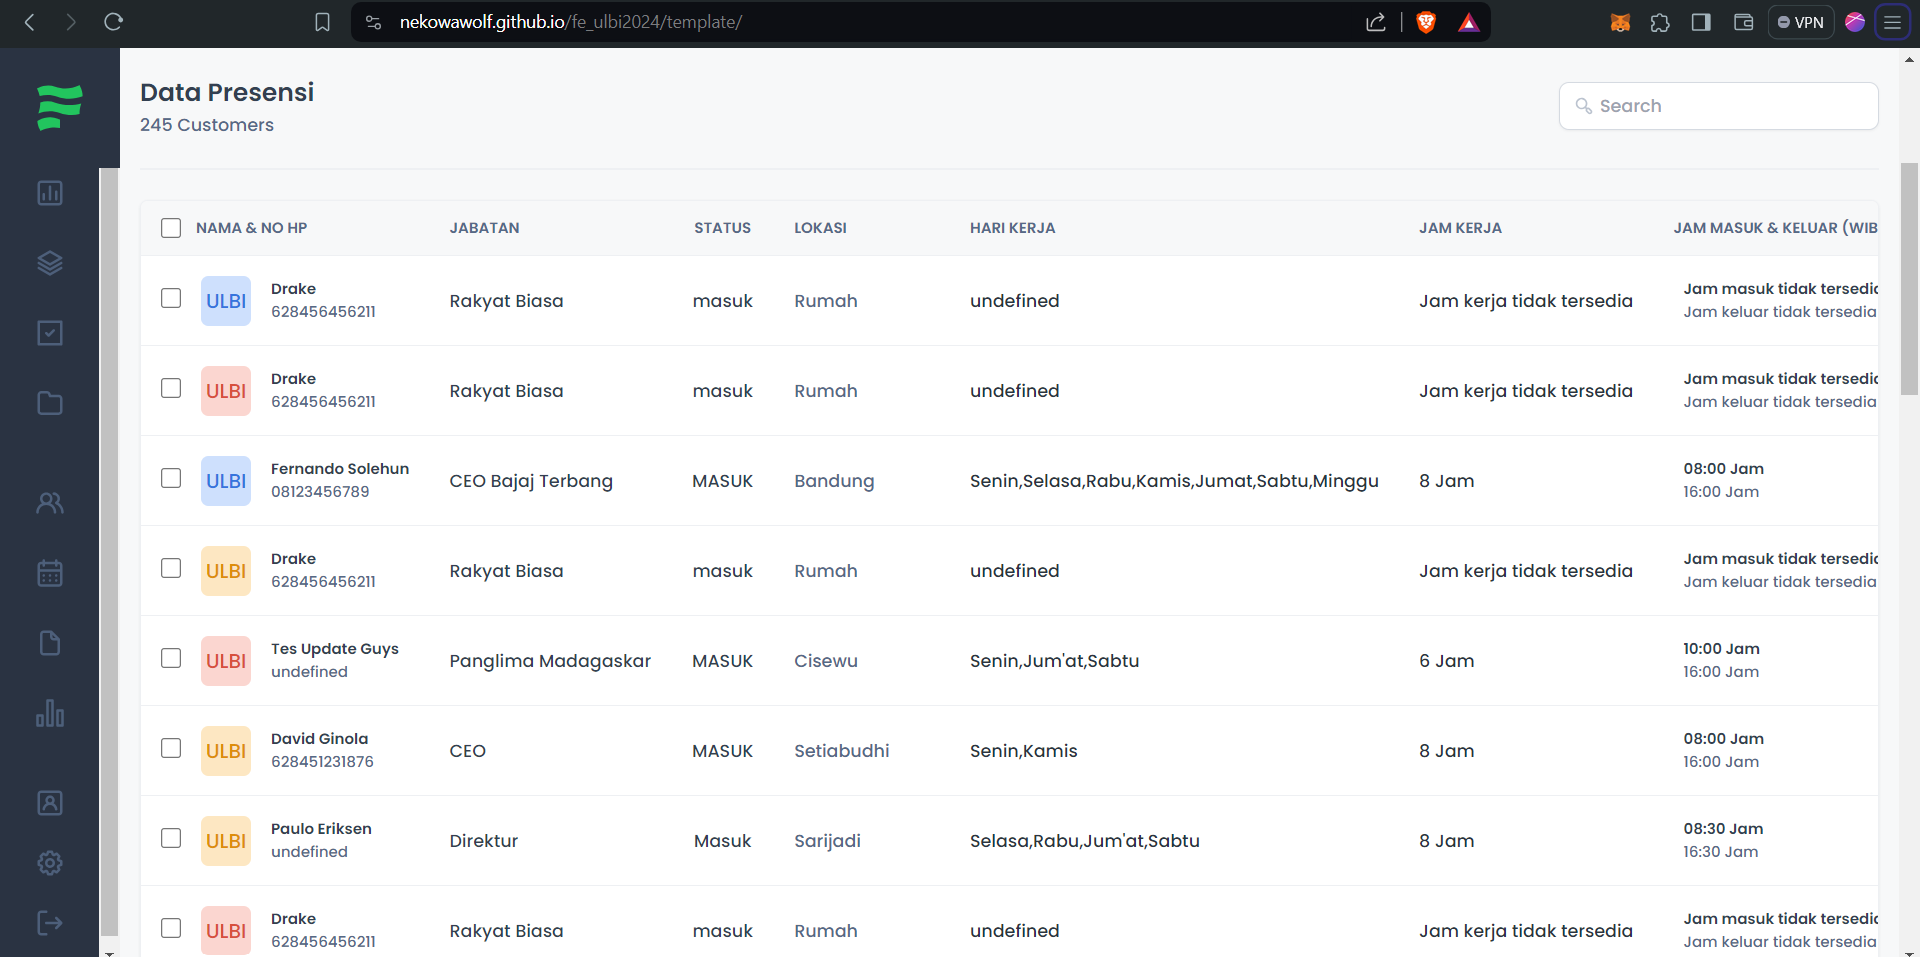 nekowawolf.github.io/fe_ulbi2024/template/
VPN
Data Presensi
245 Customers
Search
NAMA & NO HP JABATAN STATUS LOKASI HARI KERJA JAM KERJA JAM MASUK & KELUAR (WIB
ULBI Drake Rakyat Biasa masuk Rumah undefined Jam kerja tidak tersedia Jam masuk tidak tersedia
628456456211 Jam keluar tidak tersedia
ULBI Drake Rakyat Biasa masuk Rumah undefined Jam kerja tidak tersedia Jam masuk tidak tersedia
628456456211 Jam keluar tidak tersedia
ULBI Fernando Solehun CEO Bajaj Terbang MASUK Bandung Senin,Selasa,Rabu,Kamis,Jumat,Sabtu,Minggu 8 Jam 08:00 Jam
08123456789 16:00 Jam
ULBI Drake Rakyat Biasa masuk Rumah undefined Jam kerja tidak tersedia Jam masuk tidak tersedia
628456456211 Jam keluar tidak tersedia
ULBI Tes Update Guys Panglima Madagaskar MASUK Cisewu Senin,Jum'at,Sabtu 6 Jam 10:00 Jam
undefined 16:00 Jam
ULBI David Ginola CEO MASUK Setiabudhi Senin,Kamis 8 Jam 08:00 Jam
628451231876 16:00 Jam
ULBI Paulo Eriksen Direktur Masuk Sarijadi Selasa,Rabu,Jum'at,Sabtu 8 Jam 08:30 Jam
undefined 16:30 Jam
ULBI Drake Rakyat Biasa masuk Rumah undefined Jam kerja tidak tersedia Jam masuk tidak tersedia
628456456211 Jam keluar tidak tersedia